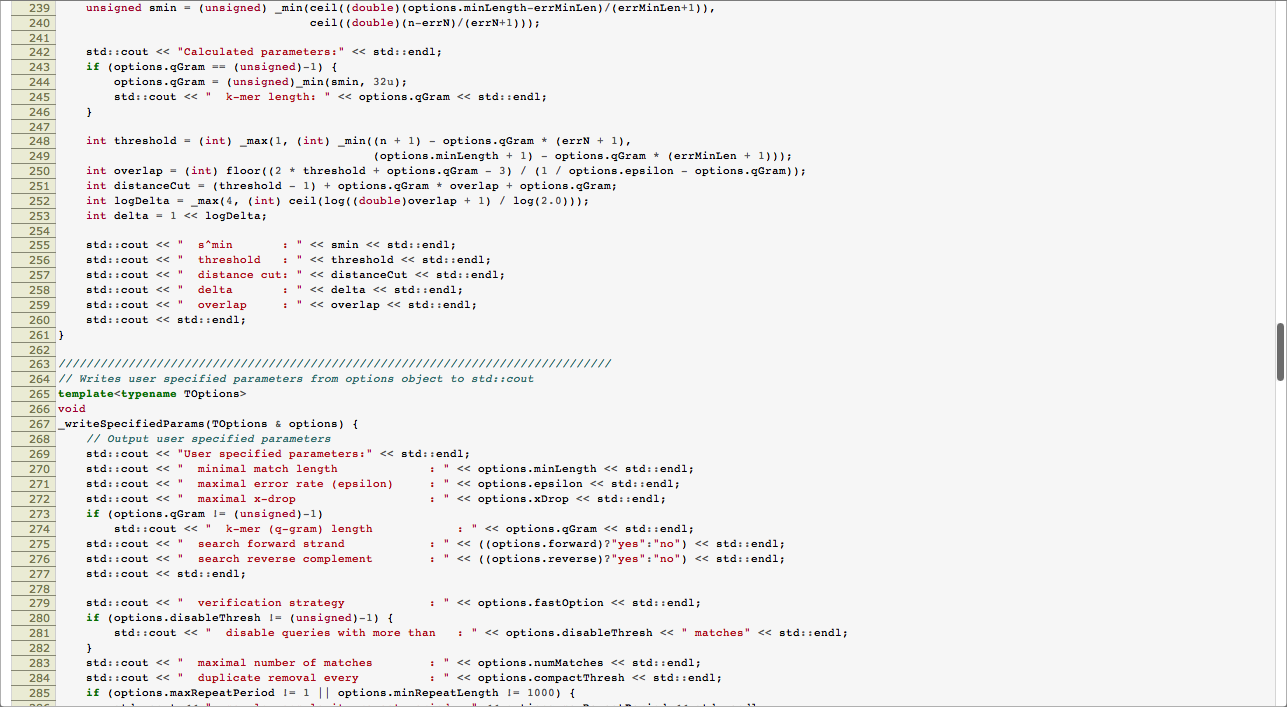 239 unsigned smin = (unsigned) _min(ceil((double)(options.minLength-errMinLen)/(errMinLen+1)),
240 ceil((double)(n-errN)/(errN+1)));
241
242 std::cout << "Calculated parameters:" << std::endl;
243 if (options.qGram == (unsigned)-1) {
244 options.qGram = (unsigned)_min(smin, 32u);
245 std::cout << "  k-mer length: " << options.qGram << std::endl;
246 }
247
248 int threshold = (int) _max(1, (int) _min((n + 1) - options.qGram * (errN + 1),
249 (options.minLength + 1) - options.qGram * (errMinLen + 1)));
250 int overlap = (int) floor((2 * threshold + options.qGram - 3) / (1 / options.epsilon - options.qGram));
251 int distanceCut = (threshold - 1) + options.qGram * overlap + options.qGram;
252 int logDelta = _max(4, (int) ceil(log((double)overlap + 1) / log(2.0)));
253 int delta = 1 << logDelta;
254
255 std::cout << "  s^min       : " << smin << std::endl;
256 std::cout << "  threshold   : " << threshold << std::endl;
257 std::cout << "  distance cut: " << distanceCut << std::endl;
258 std::cout << "  delta       : " << delta << std::endl;
259 std::cout << "  overlap     : " << overlap << std::endl;
260 std::cout << std::endl;
261 }
262
263 ///////////////////////////////////////////////////////////////////////////////
264 // Writes user specified parameters from options object to std::cout
265 template<typename TOptions>
266 void
267 _writeSpecifiedParams(TOptions & options) {
268 // Output user specified parameters
269 std::cout << "User specified parameters:" << std::endl;
270 std::cout << "  minimal match length             : " << options.minLength << std::endl;
271 std::cout << "  maximal error rate (epsilon)     : " << options.epsilon << std::endl;
272 std::cout << "  maximal x-drop                   : " << options.xDrop << std::endl;
273 if (options.qGram != (unsigned)-1)
274 std::cout << "  k-mer (q-gram) length            : " << options.qGram << std::endl;
275 std::cout << "  search forward strand            : " << ((options.forward)?"yes":"no") << std::endl;
276 std::cout << "  search reverse complement        : " << ((options.reverse)?"yes":"no") << std::endl;
277 std::cout << std::endl;
278
279 std::cout << "  verification strategy            : " << options.fastOption << std::endl;
280 if (options.disableThresh != (unsigned)-1) {
281 std::cout << "  disable queries with more than   : " << options.disableThresh << " matches" << std::endl;
282 }
283 std::cout << "  maximal number of matches        : " << options.numMatches << std::endl;
284 std::cout << "  duplicate removal every          : " << options.compactThresh << std::endl;
285 if (options.maxRepeatPeriod != 1 || options.minRepeatLength != 1000) {